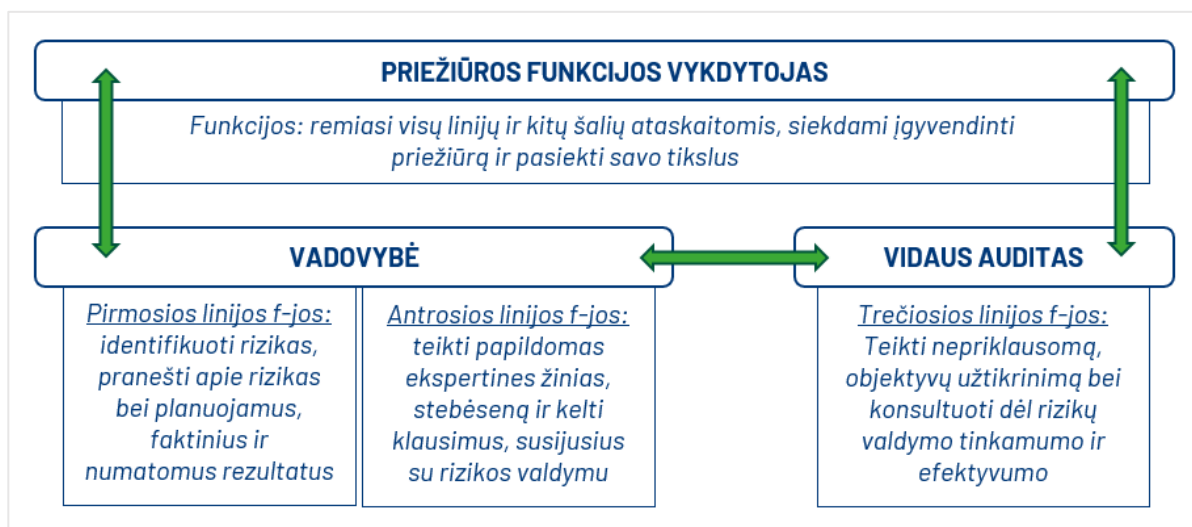 PRIEŽIŪROS FUNKCIJOS VYKDYTOJAS
Funkcijos: remiasi visų linijų ir kitų šalių ataskaitomis, siekdami įgyvendinti
priežiūrą ir pasiekti savo tikslus
VADOVYBĖ
Pirmosios linijos f-jos:
identifikuoti rizikas,
pranešti apie rizikas
bei planuojamus,
faktinius ir
numatomus rezultatus
Antrosios linijos f-jos:
teikti papildomas
ekspertines žinias,
stebėseną ir kelti
klausimus, susijusius
su rizikos valdymu
VIDAUS AUDITAS
Trečiosios linijos f-jos:
Teikti nepriklausomą,
objektyvų užtikrinimą bei
konsultuoti dėl rizikų
valdymo tinkamumo ir
efektyvumo